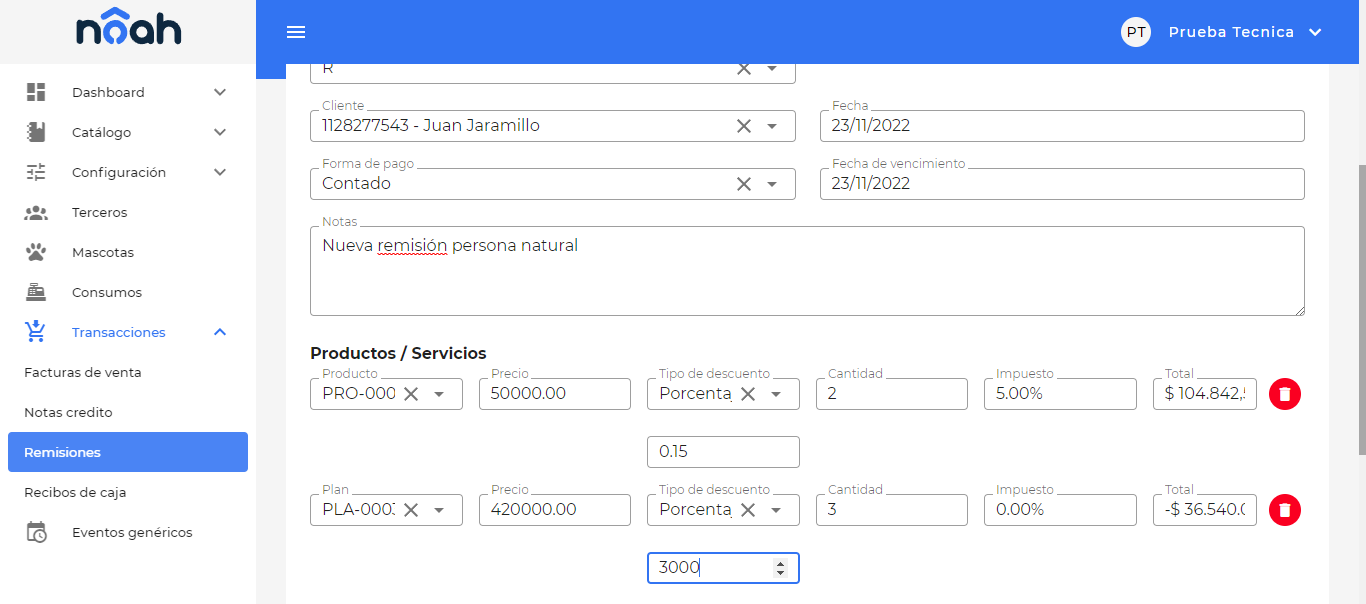 nôah
PT Prueba Tecnica
Dashboard
Catálogo
Configuración
Terceros
Mascotas
Consumos
Transacciones
Facturas de venta
Notas credito
Remisiones
Recibos de caja
Eventos genéricos
R
Cliente
1128277543 - Juan Jaramillo
Fecha
23/11/2022
Forma de pago
Contado
Fecha de vencimiento
23/11/2022
Notas
Nueva remisión persona natural
Productos / Servicios
Producto Precio Tipo de descuento Cantidad Impuesto Total
PRO-000 50000.00 Porcenta 2 5.00% $ 104.842,
0.15
Plan Precio Tipo de descuento Cantidad Impuesto Total
PLA-000 420000.00 Porcenta 3 0.00% -$ 36.540.
3000